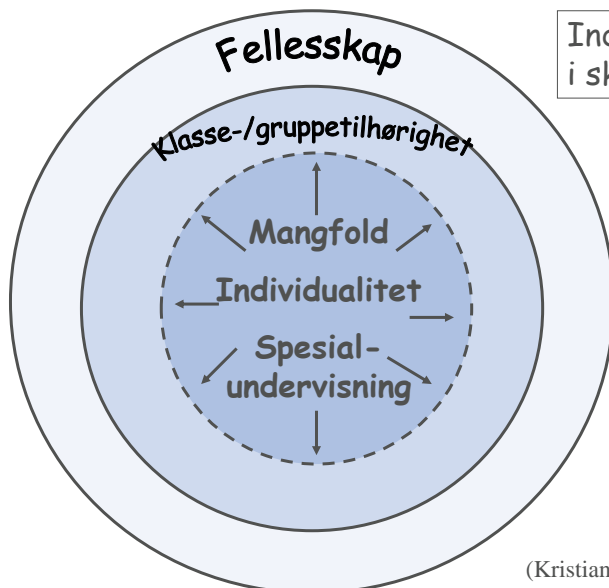 Fellesskap
Klasse-/gruppetilhørighet
Mangfold
Individualitet
Spesial-
undervisning
i